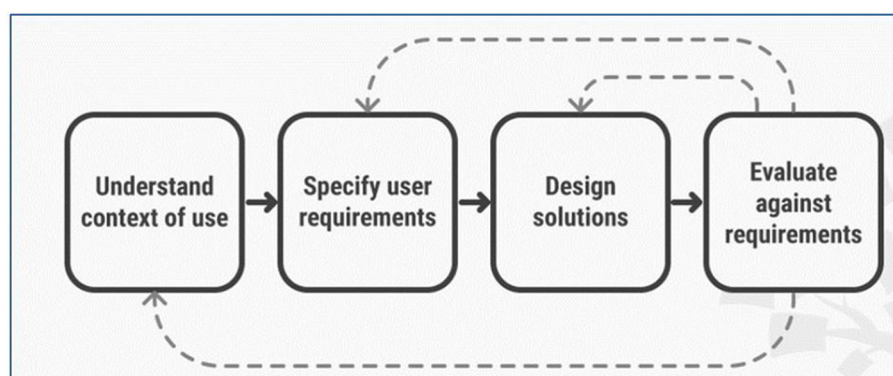 Understand
context of use
Specify user
requirements
Design
solutions
Evaluate
against
requirements